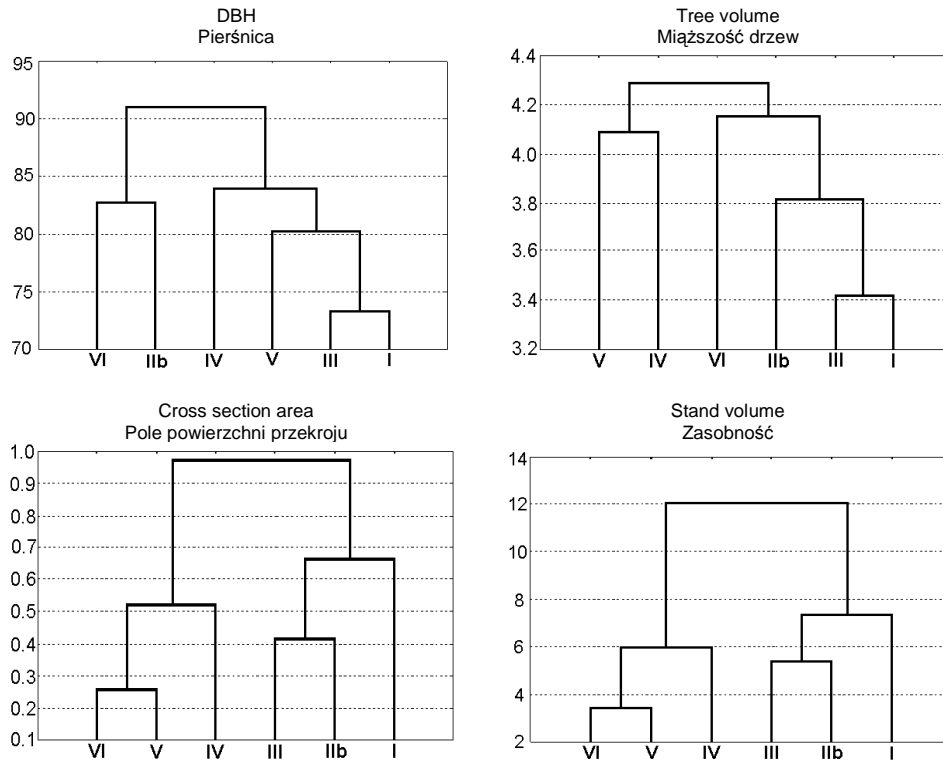 DBH
Pierśnica
95
90
85
80
75
70
VI IIb IV V III I
Tree volume
Miąższość drzew
4.4
4.2
4.0
3.8
3.6
3.4
3.2
V IV VI IIb III I
Cross section area
Pole powierzchni przekroju
1.0
0.9
0.8
0.7
0.6
0.5
0.4
0.3
0.2
0.1
VI V IV III IIb I
Stand volume
Zasobność
14
12
10
8
6
4
2
VI V IV III IIb I